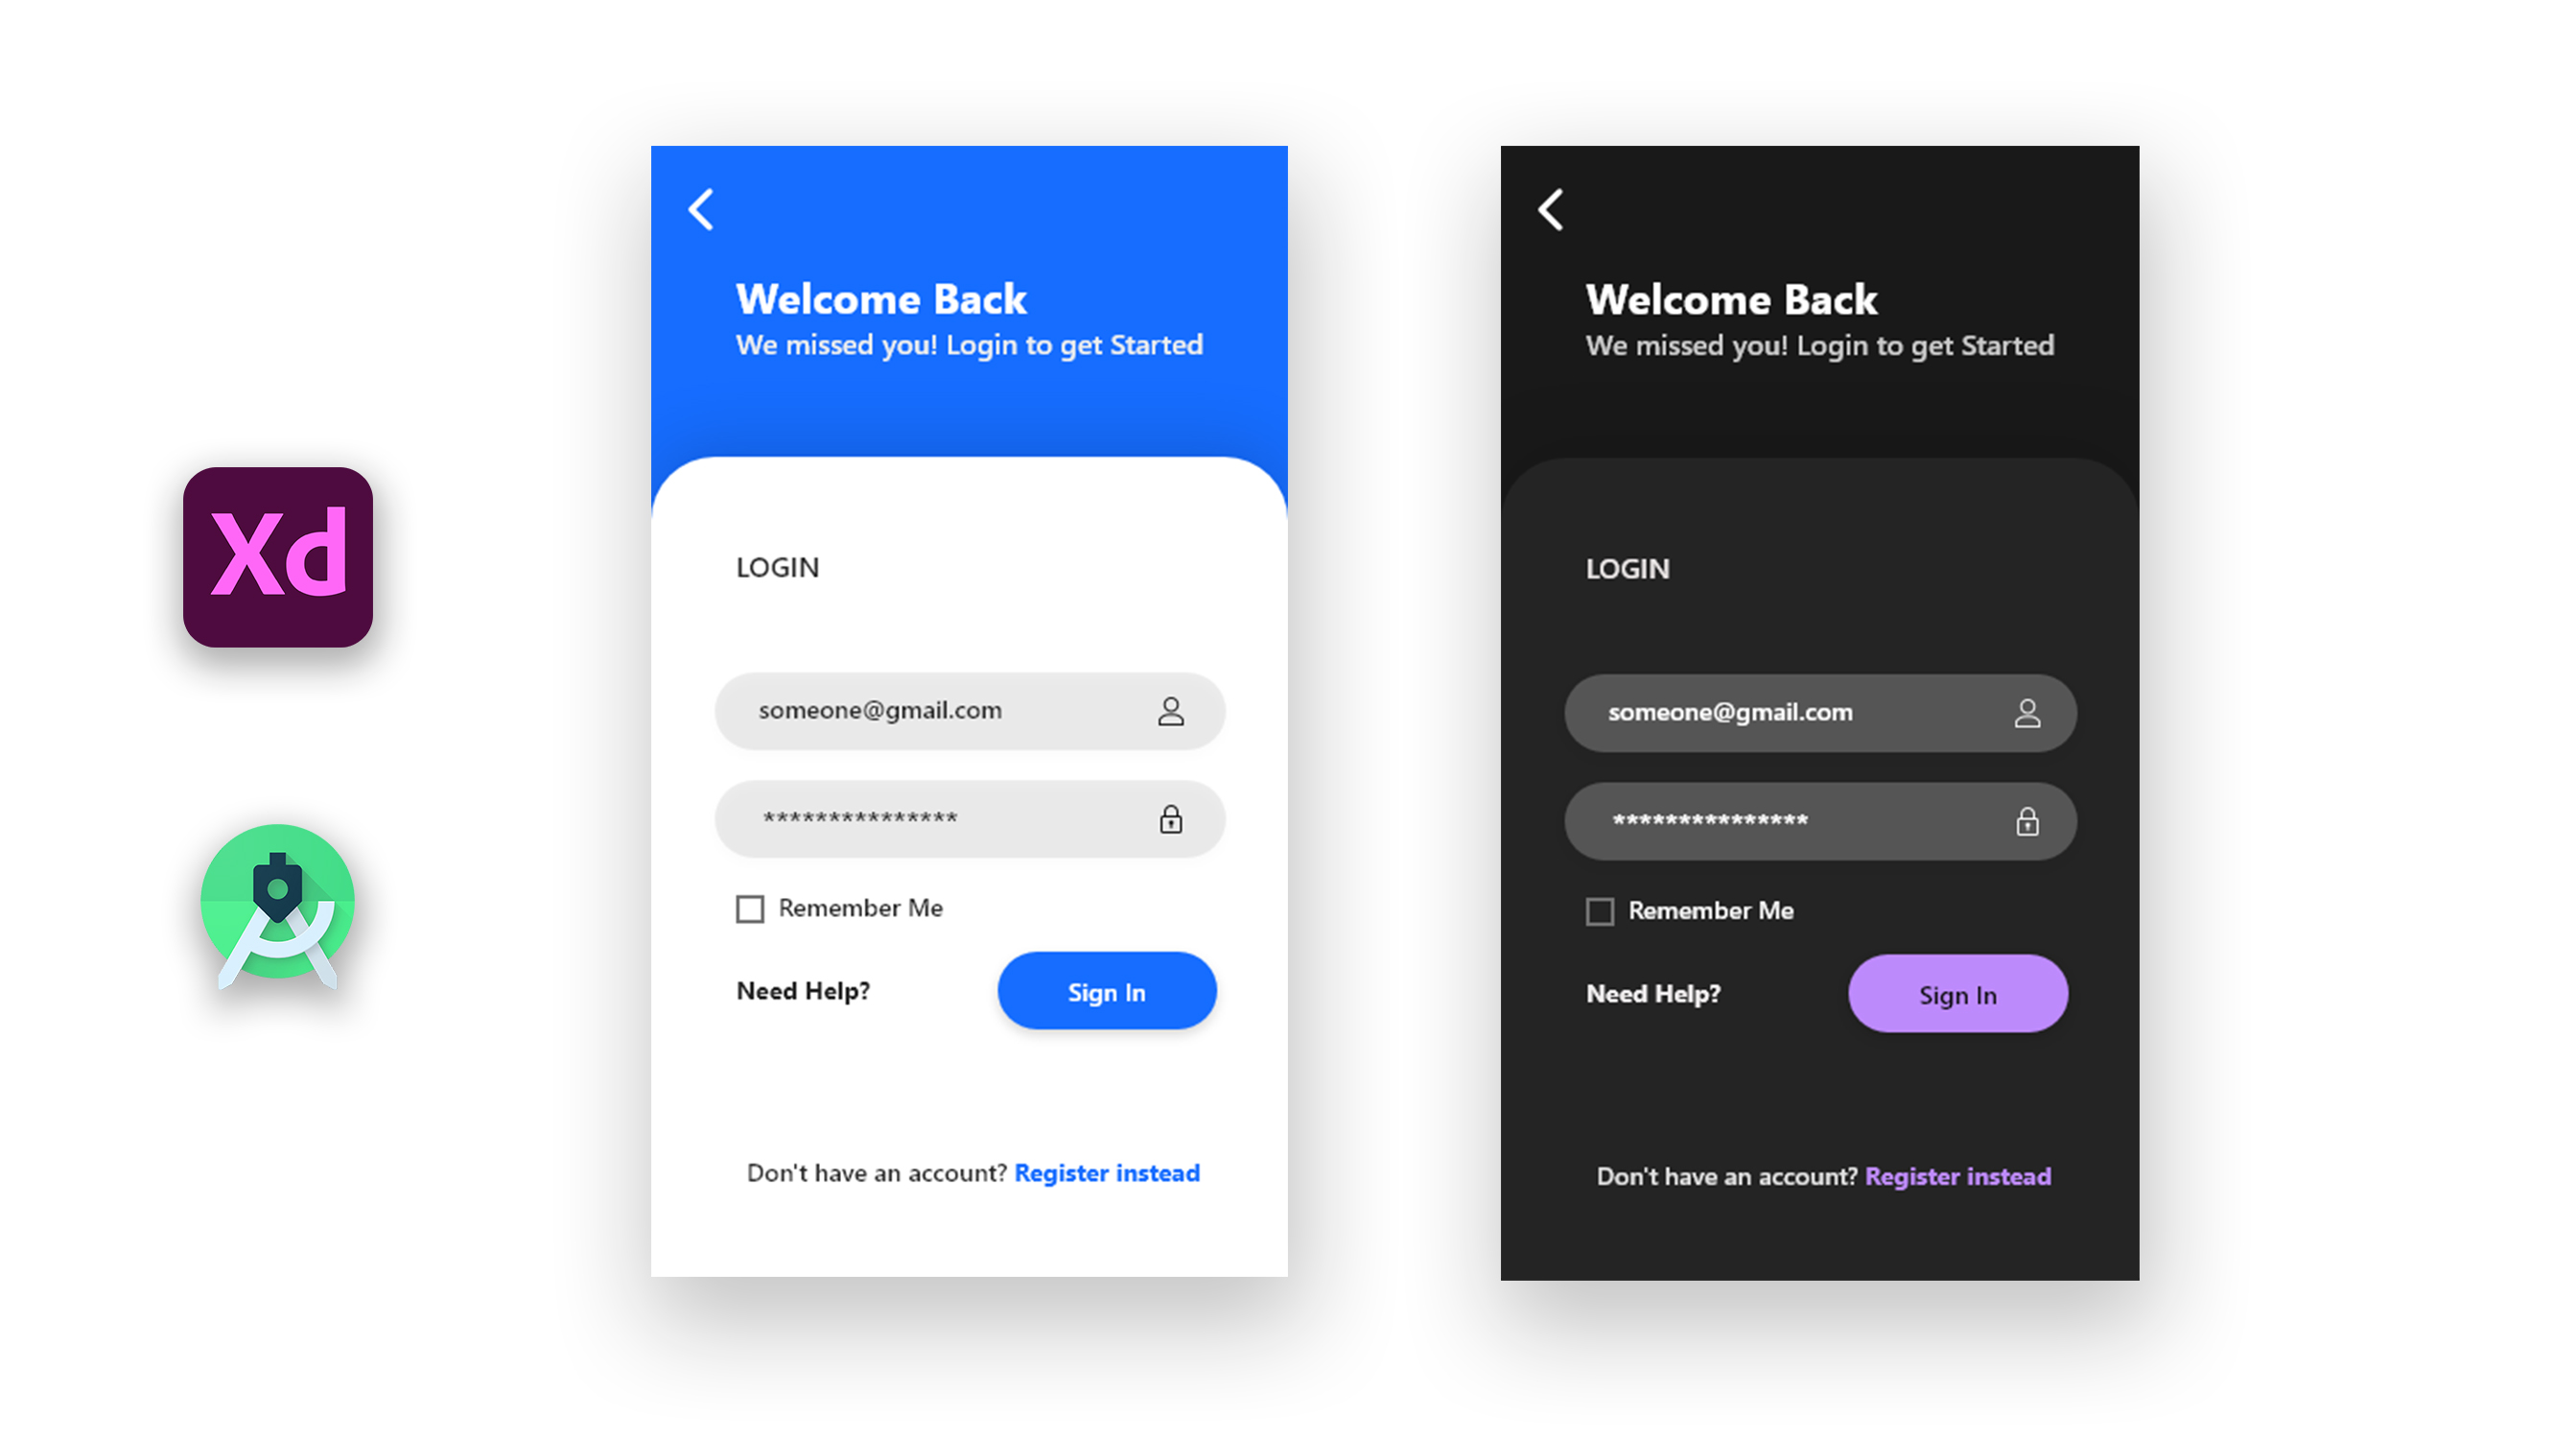 Xd
Welcome Back
We missed you! Login to get Started
LOGIN
someone@gmail.com
***************
Remember Me
Need Help?
Sign In
Don't have an account? Register instead
Welcome Back
We missed you! Login to get Started
LOGIN
someone@gmail.com
***************
Remember Me
Need Help?
Sign In
Don't have an account? Register instead